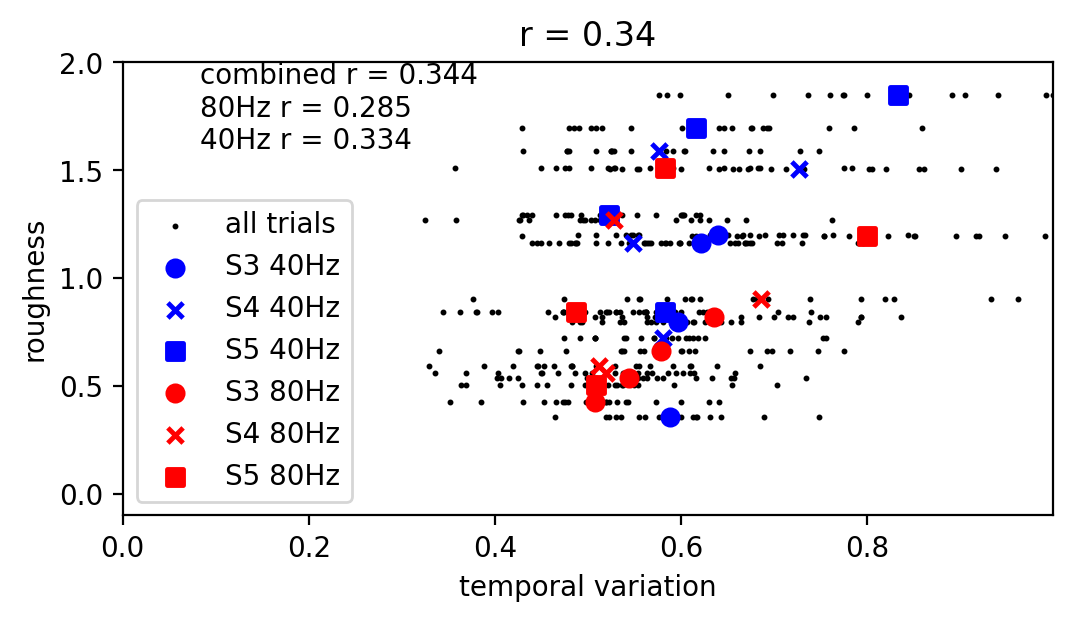 r = 0.34
combined r = 0.344
80Hz r = 0.285
40Hz r = 0.334
2.0
1.5
1.0
0.5
0.0
roughness
all trials
S3 40Hz
S4 40Hz
S5 40Hz
S3 80Hz
S4 80Hz
S5 80Hz
0.0 0.2 0.4 0.6 0.8
temporal variation